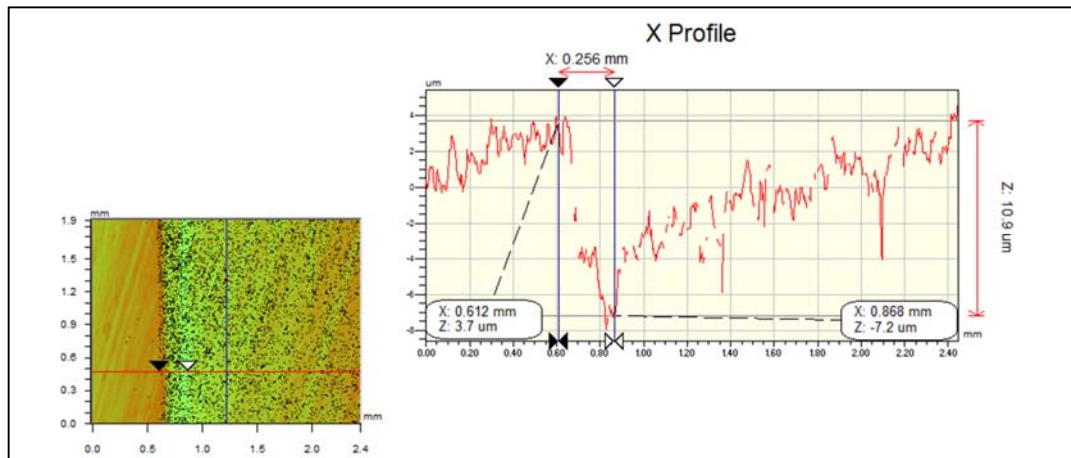 X Profile
X: 0.256 mm
um
4
2
0
-2
-4
-6
-8
X: 0.612 mm
Z: 3.7 um
X: 0.868 mm
Z: -7.2 um
mm
0.00 0.20 0.40 0.60 0.80 1.00 1.20 1.40 1.60 1.80 2.00 2.20 2.40
Z: 10.9 um
mm
1.9
1.5
1.2
0.9
0.6
0.3
0.0
mm
0.0 0.5 1.0 1.5 2.0 2.4